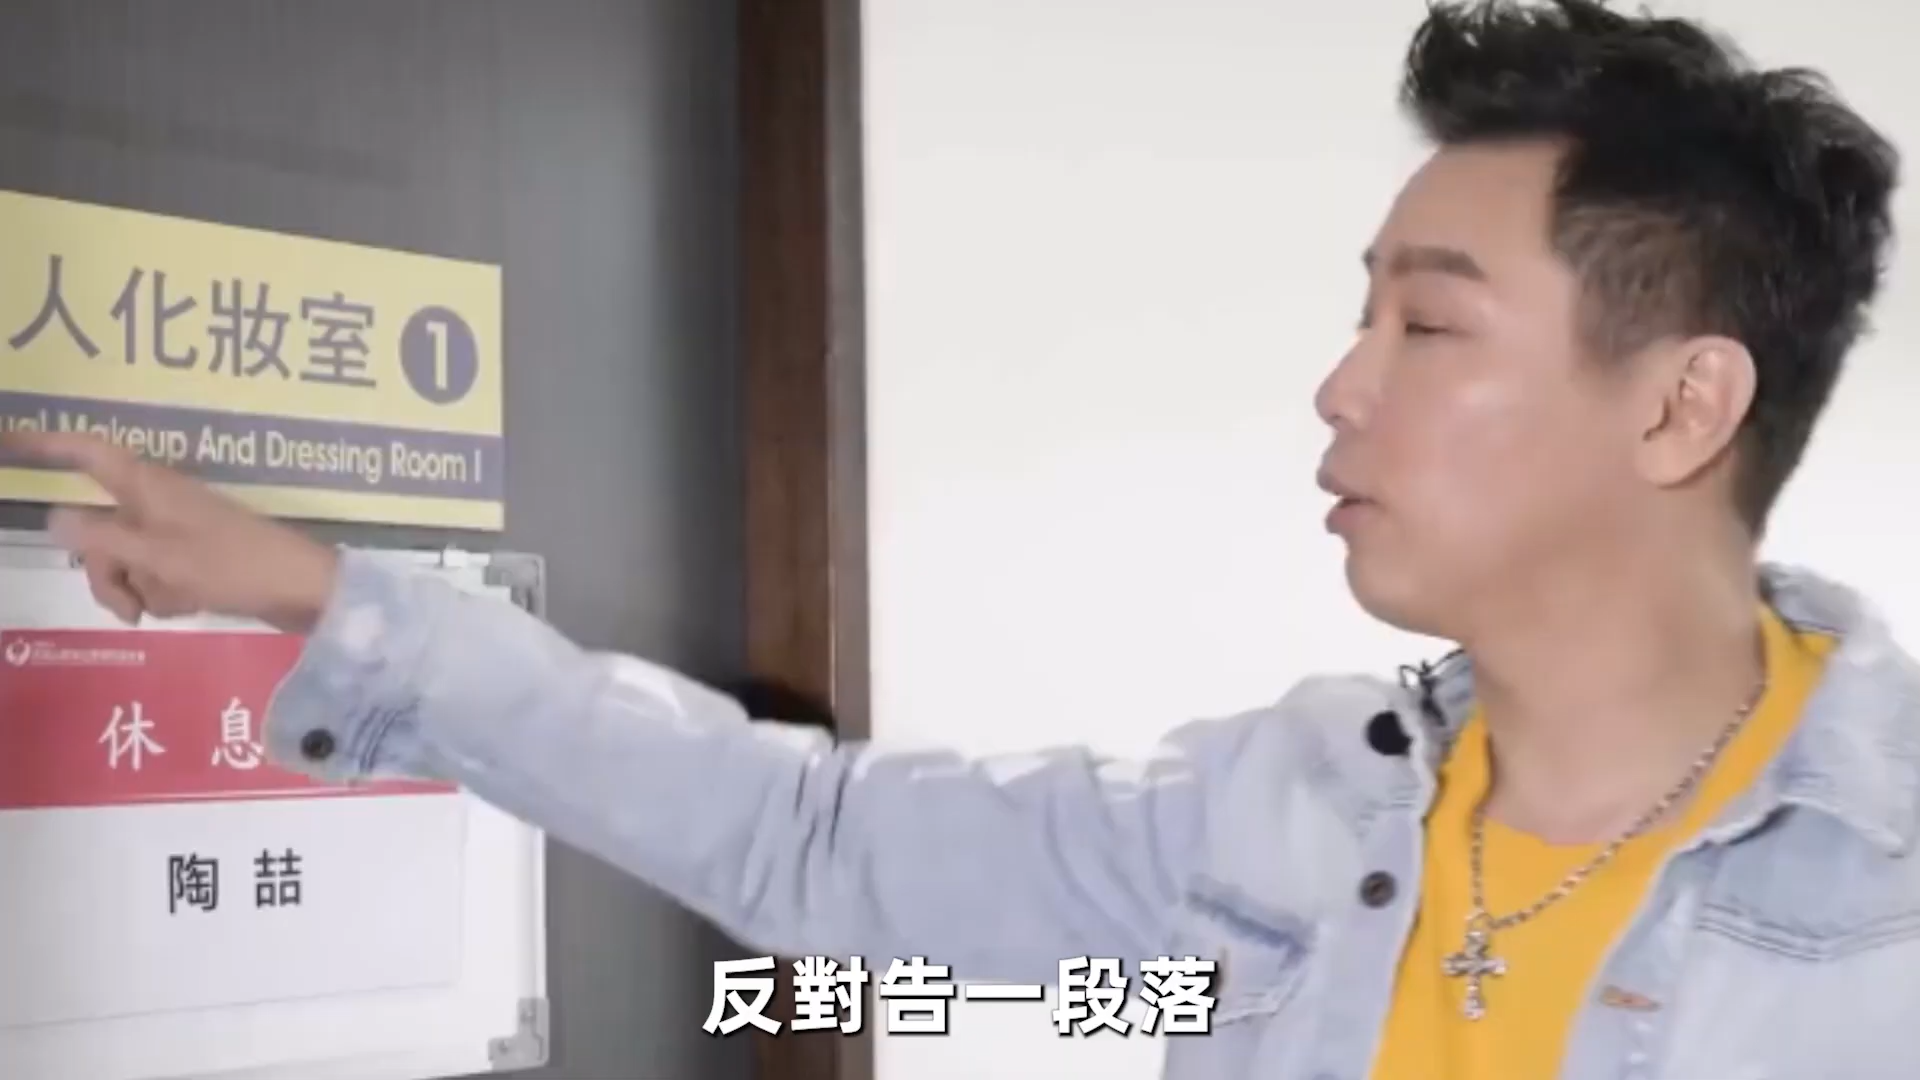 人化妝室 1
ual Makeup And Dressing Room I
休息
陶喆
反對告一段落